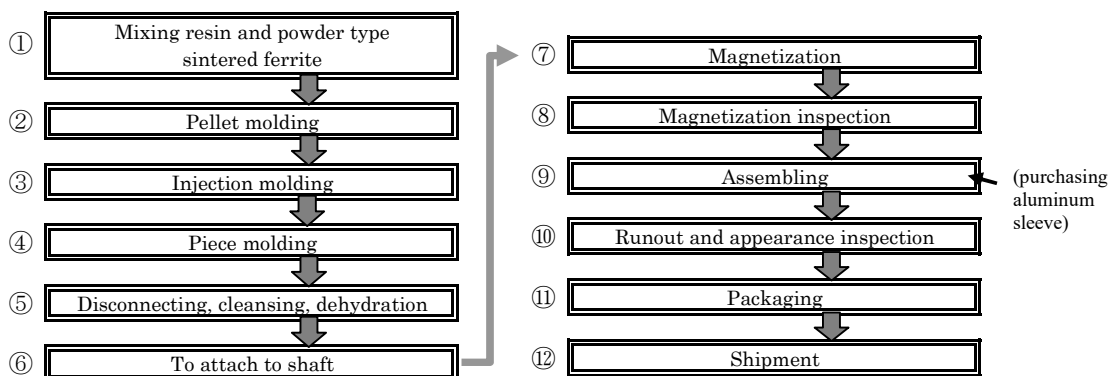 ① Mixing resin and powder type
sintered ferrite
② Pellet molding
③ Injection molding
④ Piece molding
⑤ Disconnecting, cleansing, dehydration
⑥ To attach to shaft
⑦ Magnetization
⑧ Magnetization inspection
⑨ Assembling
(purchasing
aluminum
sleeve)
⑩ Runout and appearance inspection
⑪ Packaging
⑫ Shipment